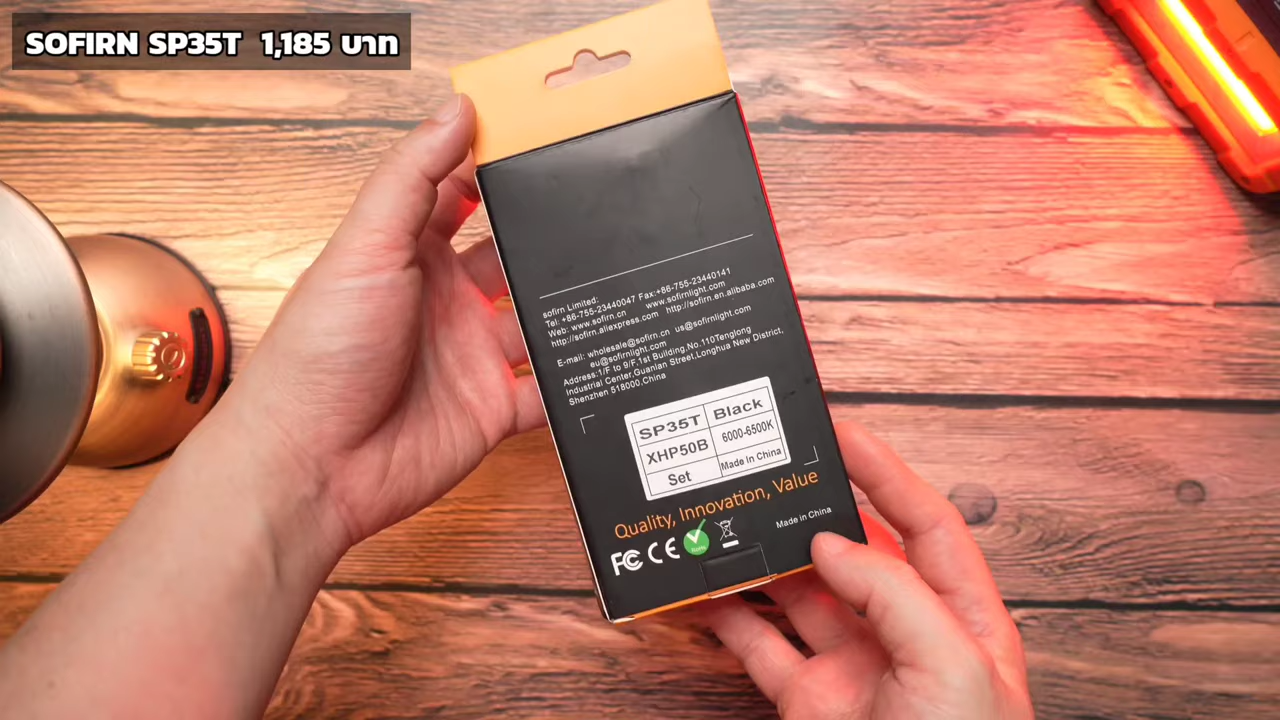 SOFIRN SP35T 1,185 บาท
sofirn Limited:
Tel: +86-755-23440047 Fax:+86-755-23440141
Web: www.sofirn.cn www.sofirnlight.com
http://sofirn.aliexpress.com http://sofirn.en.alibaba.com
E-mail: wholesale@sofirn.cn us@sofirnlight.com
eu@sofirnlight.com
Address:1/F to 9/F,1st Building,No.110Tenglong
Industrial Center,Guanlan Street,Longhua New District,
Shenzhen 518000,China
SP35T Black
XHP50B 6000-6500K
Set Made in China
Quality, Innovation, Value
FC CE
Made in China